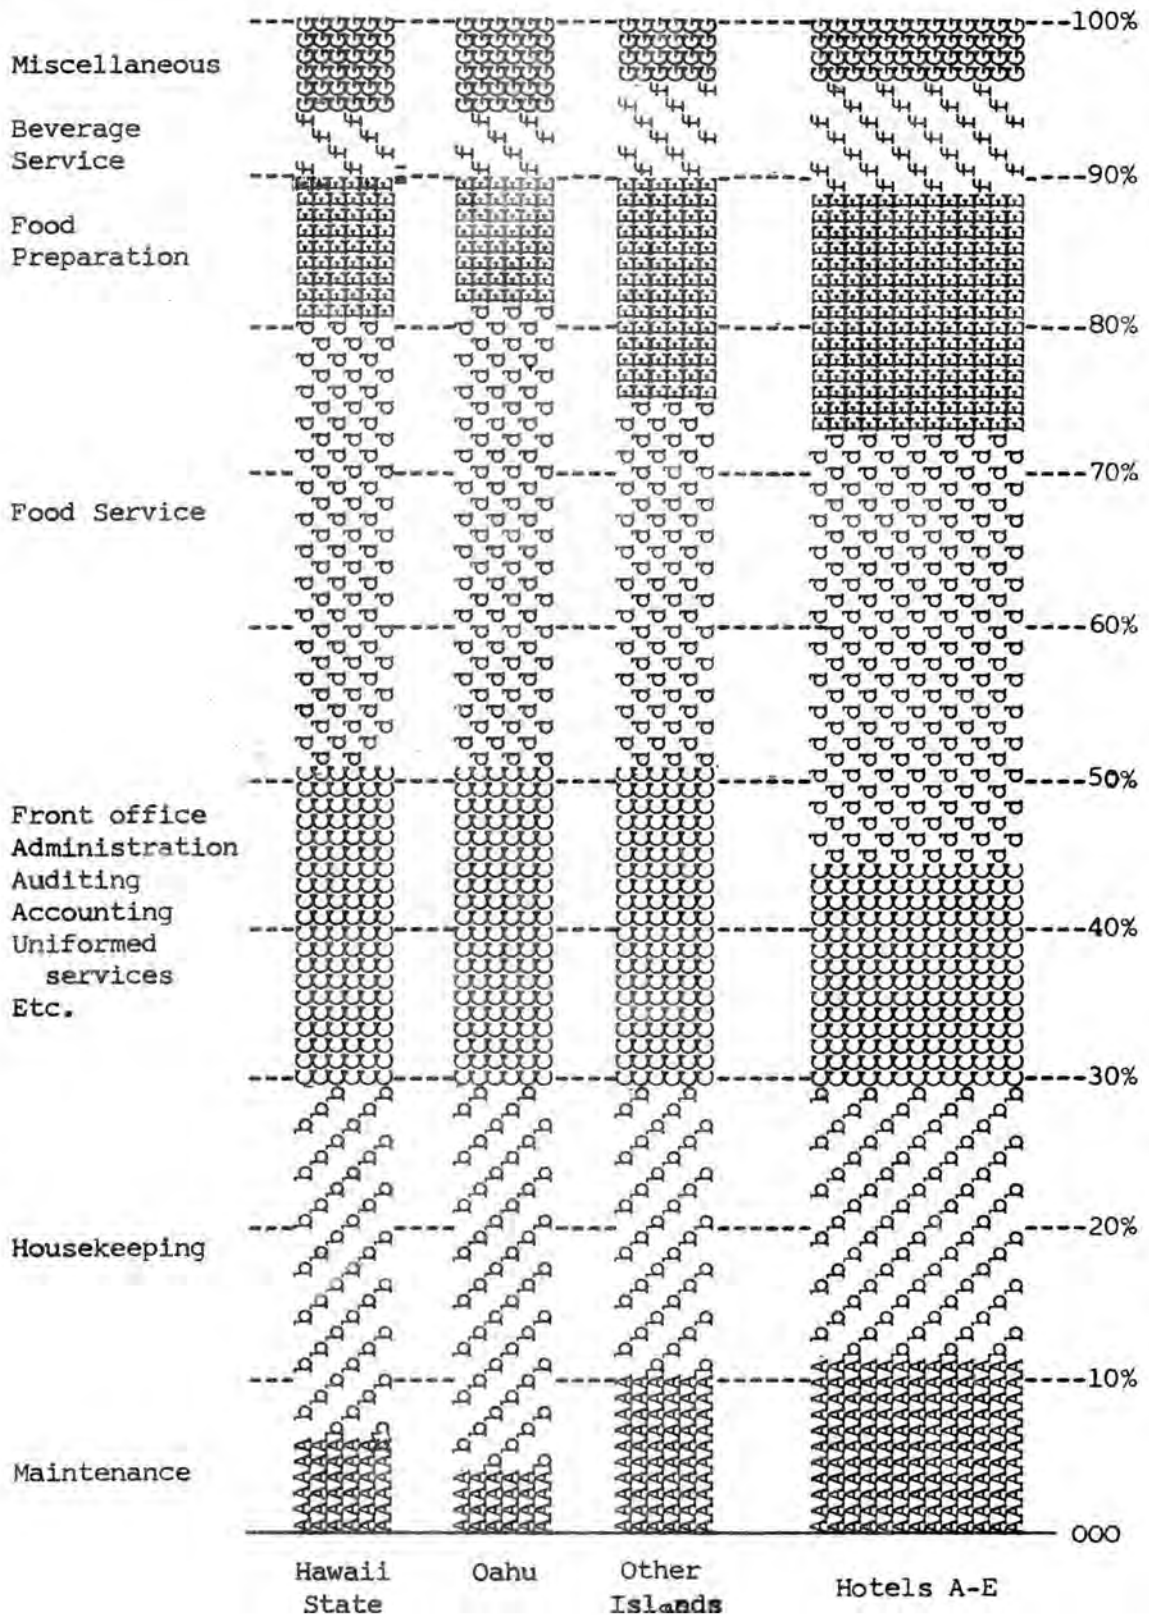 100%
Miscellaneous
Beverage
Service
90%
Food
Preparation
80%
70%
Food Service
60%
50%
Front office
Administration
Auditing
Accounting
Uniformed
services
Etc.
40%
30%
20%
Housekeeping
10%
Maintenance
000
Hawaii
State
Oahu
Other
Islands
Hotels A-E